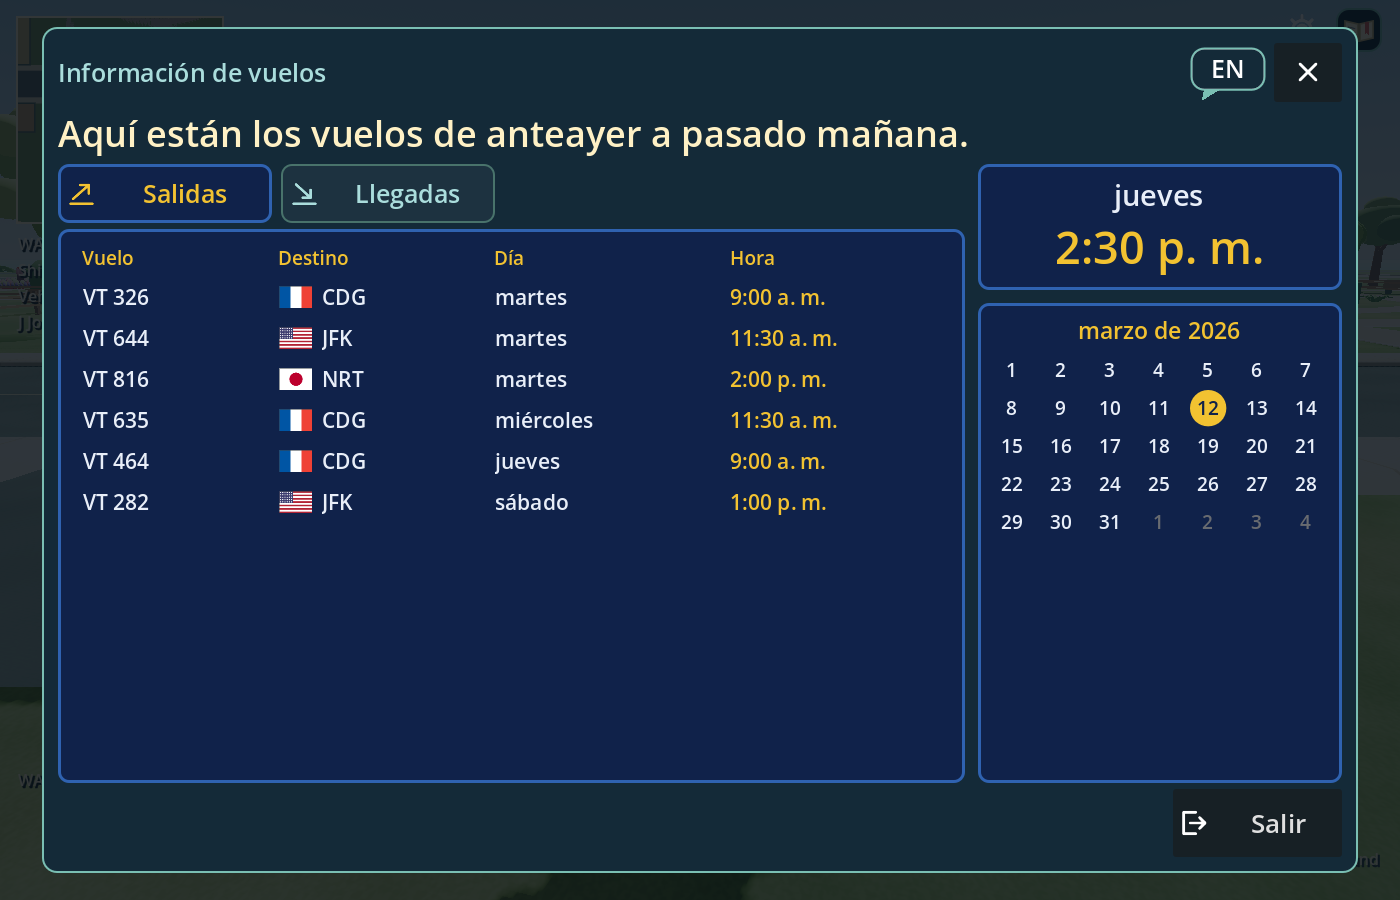 Información de vuelos
EN
Aquí están los vuelos de anteayer a pasado mañana.
Salidas
Llegadas
Vuelo Destino Día Hora
VT 326 CDG martes 9:00 a. m.
VT 644 JFK martes 11:30 a. m.
VT 816 NRT martes 2:00 p. m.
VT 635 CDG miércoles 11:30 a. m.
VT 464 CDG jueves 9:00 a. m.
VT 282 JFK sábado 1:00 p. m.
jueves
2:30 p. m.
marzo de 2026
1 2 3 4 5 6 7
8 9 10 11 12 13 14
15 16 17 18 19 20 21
22 23 24 25 26 27 28
29 30 31 1 2 3 4
Salir